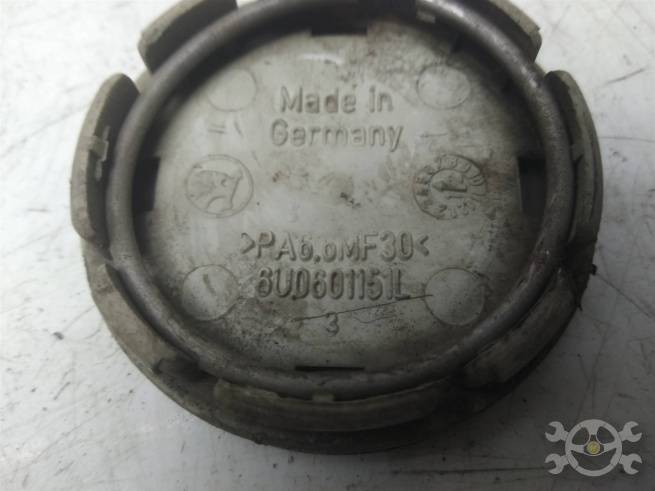 Made in
Germany
>PA6.6MF30<
6U0601151L
3